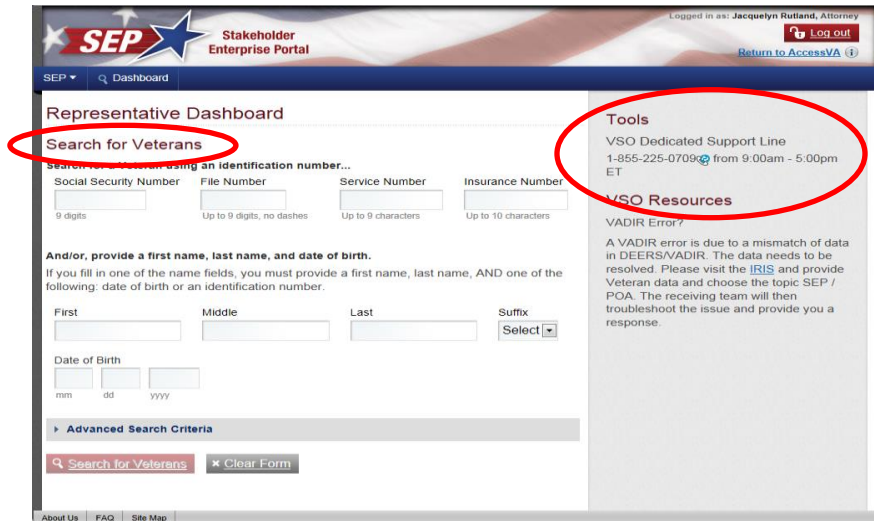 Logged in as: Jacquelyn Rutland, Attorney
SEP
Stakeholder
Enterprise Portal
Log out
Return to AccessVA
SEP
Dashboard
Representative Dashboard
Search for Veterans
Search for a Veteran using an identification number...
Social Security Number File Number Service Number Insurance Number
9 digits Up to 9 digits, no dashes Up to 9 characters Up to 10 characters
And/or, provide a first name, last name, and date of birth.
If you fill in one of the name fields, you must provide a first name, last name, AND one of the
following: date of birth or an identification number.
First Middle Last Suffix
Select
Date of Birth
mm dd yyyy
Advanced Search Criteria
Search for Veterans
Clear Form
Tools
VSO Dedicated Support Line
1-855-225-0709 from 9:00am - 5:00pm
ET
VSO Resources
VADIR Error?
A VADIR error is due to a mismatch of data
in DEERS/VADIR. The data needs to be
resolved. Please visit the IRIS and provide
Veteran data and choose the topic SEP /
POA. The receiving team will then
troubleshoot the issue and provide you a
response.
About Us FAQ Site Map